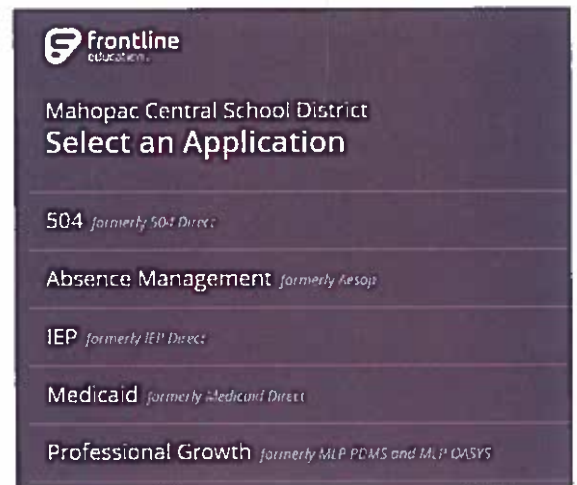 frontline
education
Mahopac Central School District
Select an Application
504 formerly 504 Direct
Absence Management formerly Aesop
IEP formerly IEP Direct
Medicaid formerly Medicaid Direct
Professional Growth formerly MLP PDMS and MLP OASYS